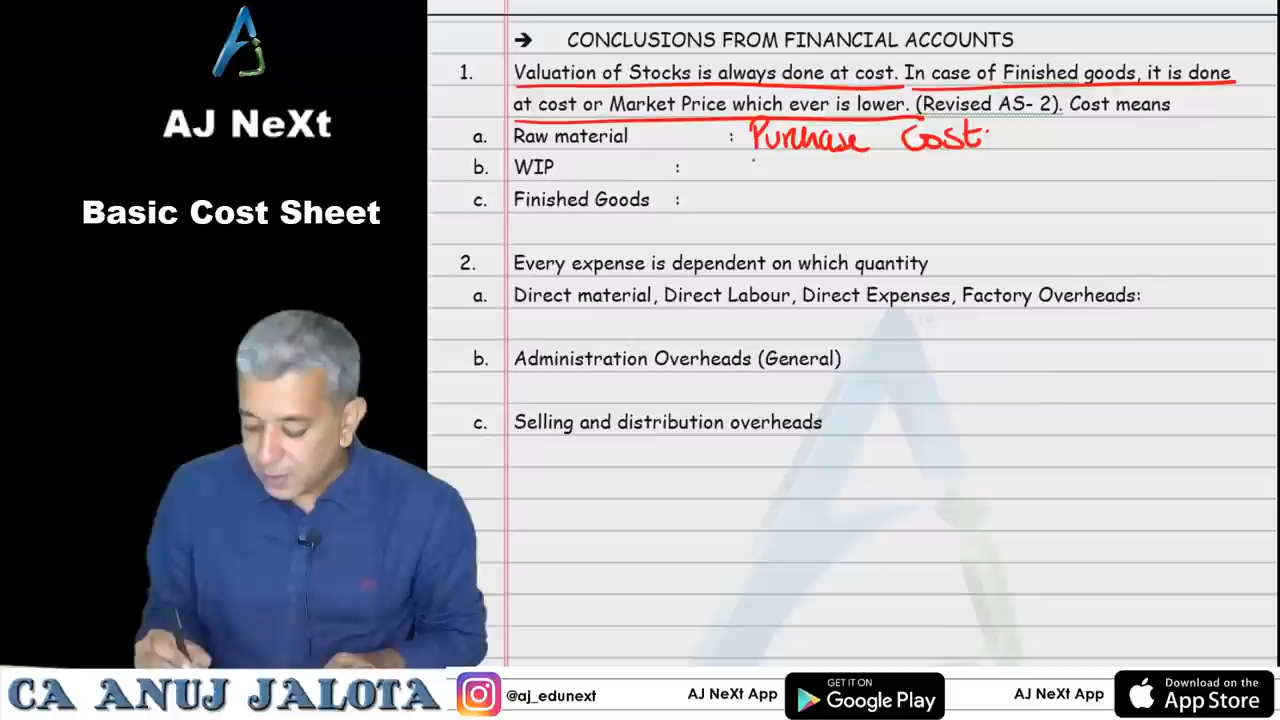 AJ NeXt
Basic Cost Sheet
→ CONCLUSIONS FROM FINANCIAL ACCOUNTS
1. Valuation of Stocks is always done at cost. In case of Finished goods, it is done
at cost or Market Price which ever is lower. (Revised AS- 2). Cost means
a. Raw material : Purchase Cost.
b. WIP :
c. Finished Goods :
2. Every expense is dependent on which quantity
a. Direct material, Direct Labour, Direct Expenses, Factory Overheads:
b. Administration Overheads (General)
c. Selling and distribution overheads
CA ANUJ JALOTA
@aj_edunext
AJ NeXt App
GET IT ON
Google Play
AJ NeXt App
Download on the
App Store